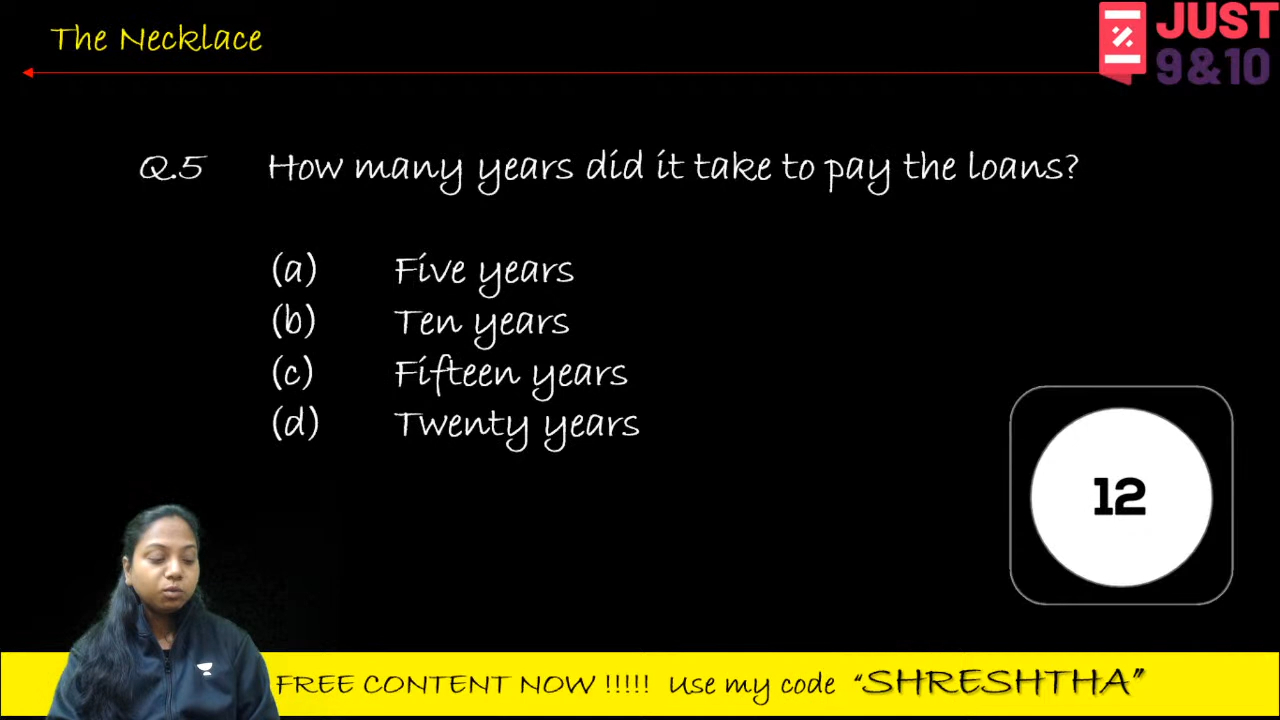 The Necklace
JUST
9 & 10
Q.5 How many years did it take to pay the loans?
(a) Five years
(b) Ten years
(c) Fifteen years
(d) Twenty years
12
FREE CONTENT NOW !!!!! Use my code "SHRESHTHA"